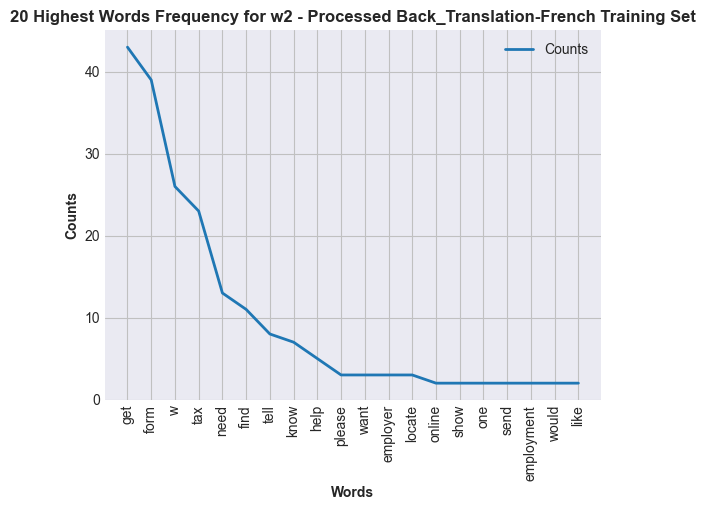 20 Highest Words Frequency for w2 - Processed Back_Translation-French Training Set
Counts
40
30
20
10
0
Counts
get
form
w
tax
need
find
tell
know
help
please
want
employer
locate
online
show
one
send
employment
would
like
Words